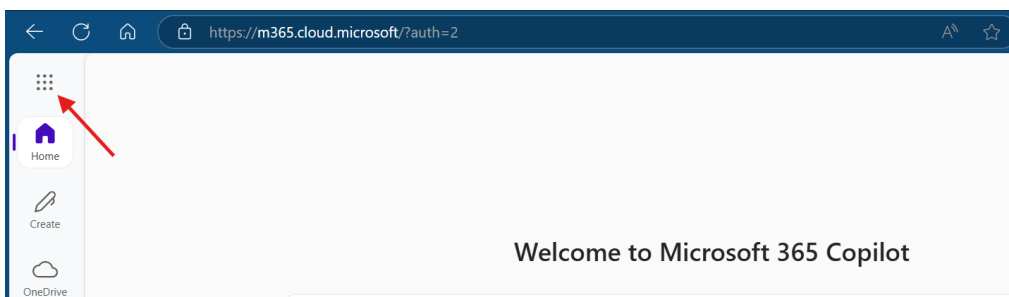 https://m365.cloud.microsoft/?auth=2
Home
Create
Welcome to Microsoft 365 Copilot
OneDrive